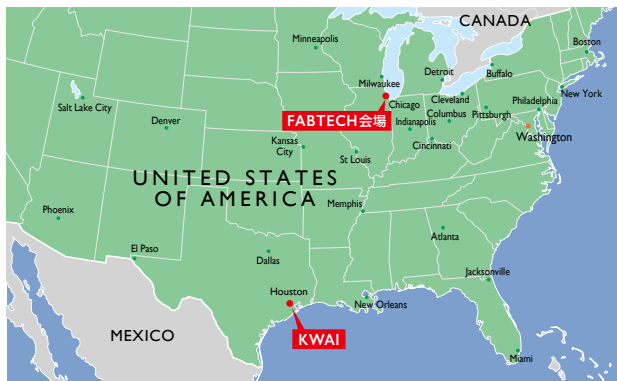 CANADA
Minneapolis
Boston
Milwaukee
Detroit
Buffalo
Salt Lake City
Chicago
Cleveland
New York
FABTECH会場
Columbus
Pittsburgh
Philadelphia
Denver
Indianapolis
Washington
Kansas
City
Cincinnati
St Louis
UNITED STATES
OF AMERICA
Memphis
Phoenix
Atlanta
El Paso
Dallas
Jacksonville
Houston
New Orleans
MEXICO
KWAI
Miami